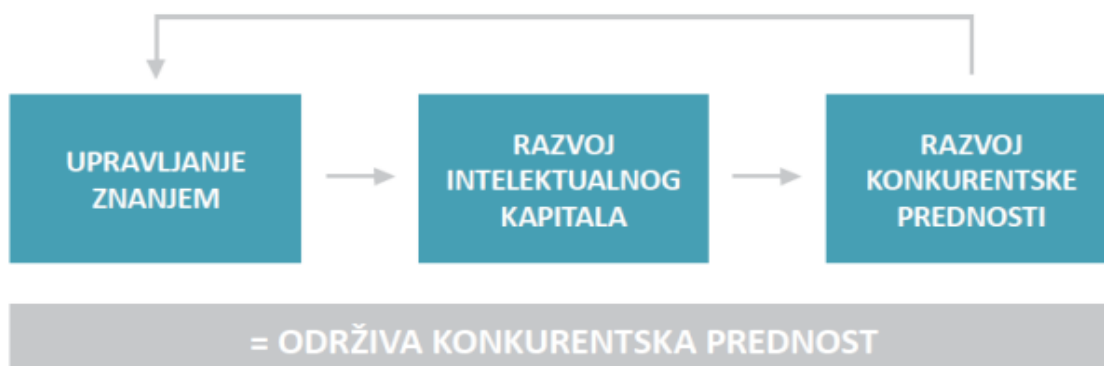 UPRAVLJANJE
ZNANJEM
RAZVOJ
INTELEKTUALNOG
KAPITALA
RAZVOJ
KONKURENTSKE
PREDNOSTI
= ODRŽIVA KONKURENTSKA PREDNOST